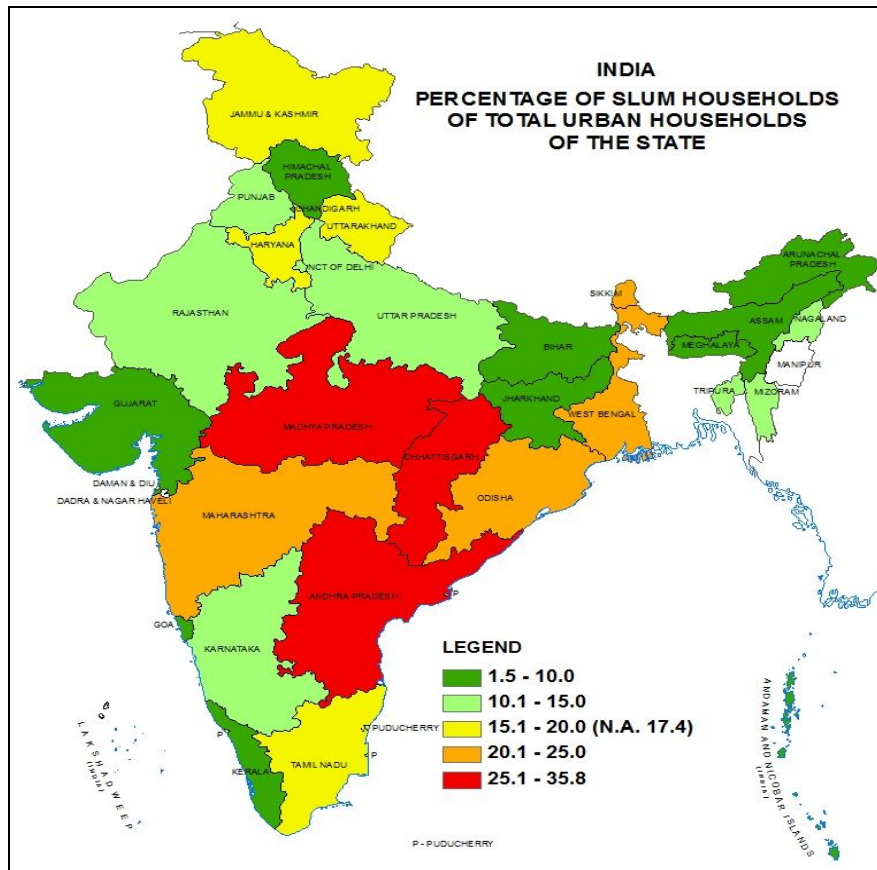 INDIA
PERCENTAGE OF SLUM HOUSEHOLDS
OF TOTAL URBAN HOUSEHOLDS
OF THE STATE
JAMMU & KASHMIR
HIMACHAL
PRADESH
PUNJAB
CHANDIGARH
UTTARAKHAND
HARYANA
NCT OF DELHI
RAJASTHAN
UTTAR PRADESH
SIKKIM
ARUNACHAL
PRADESH
ASSAM
NAGALAND
MEGHALAYA
MANIPUR
BIHAR
TRIPURA
MIZORAM
JHARKHAND
WEST BENGAL
GUJARAT
MADHYA PRADESH
CHHATTISGARH
DAMAN & DIU
DADRA & NAGAR HAVELI
MAHARASHTRA
ODISHA
ANDHRA PRADESH
P
GOA
KARNATAKA
LEGEND
1.5 - 10.0
10.1 - 15.0
15.1 - 20.0 (N.A. 17.4)
20.1 - 25.0
25.1 - 35.8
PUDUCHERRY
P
P
KERALA
TAMIL NADU
LAKSHADWEEP
(INDIA)
ANDAMAN AND NICOBAR ISLANDS
(INDIA)
P - PUDUCHERRY